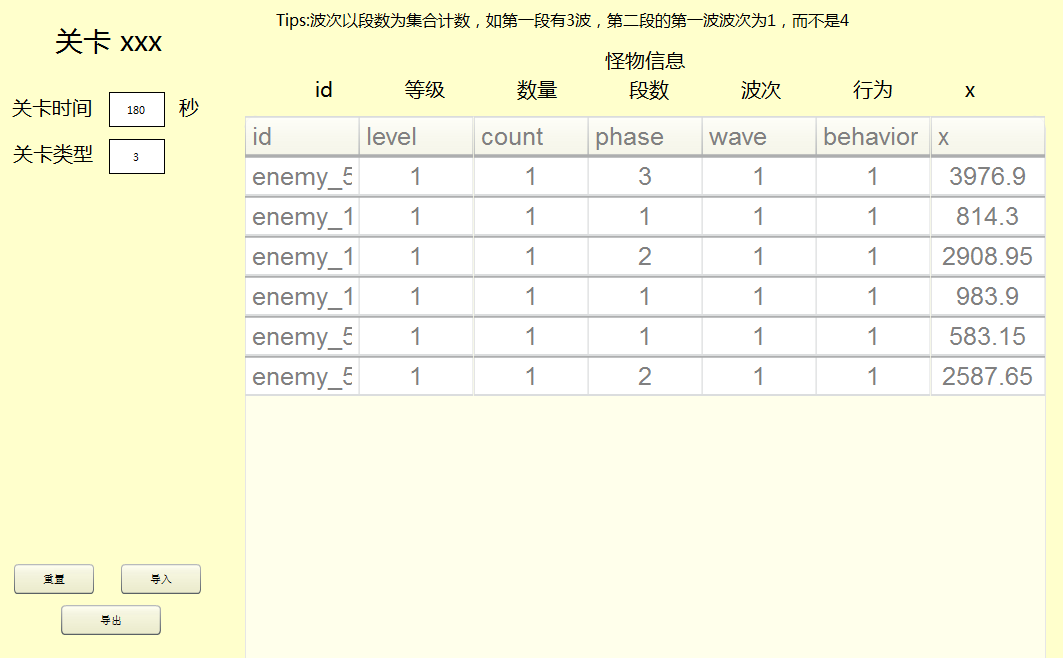 Tips:波次以段数为集合计数，如第一段有3波，第二段的第一波波次为1，而不是4
关卡 xxx
关卡时间 180 秒
关卡类型 3
怪物信息
id 等级 数量 段数 波次 行为 x
id level count phase wave behavior x
enemy_5 1 1 3 1 1 3976.9
enemy_1 1 1 1 1 1 814.3
enemy_1 1 1 2 1 1 2908.95
enemy_1 1 1 1 1 1 983.9
enemy_5 1 1 1 1 1 583.15
enemy_5 1 1 2 1 1 2587.65
重置 导入
导出